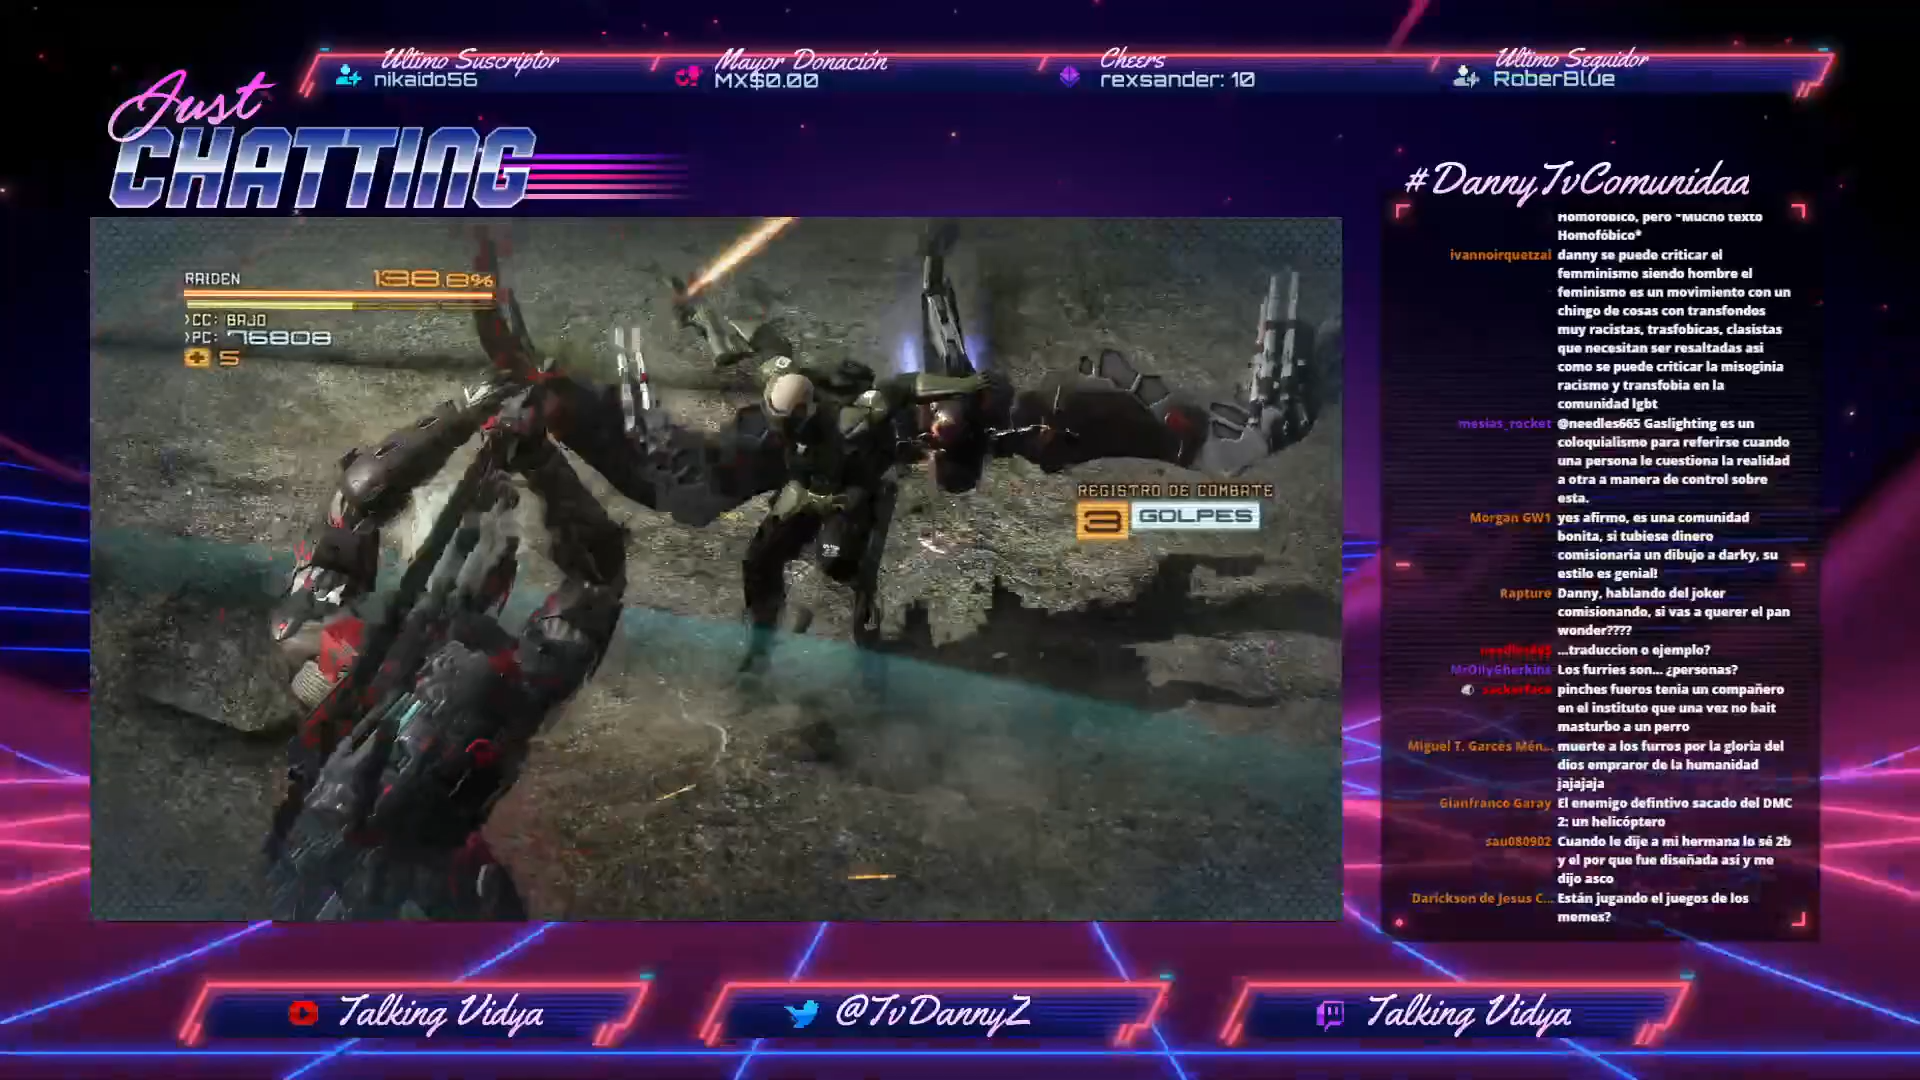 Ultimo Suscriptor
nikaido56
Mayor Donación
MX$0.00
Cheers
rexsander: 10
Ultimo Seguidor
RoberBlue
Just
CHATTING
#DannyTvComunidad
RAIDEN
138.8%
CC: BAJO
PC: 76808
5
REGISTRO DE COMBATE
3 GOLPES
Homofóbico, pero *Mucho texto
Homofóbico*
ivannoirquetzal danny se puede criticar el
femminismo siendo hombre el
feminismo es un movimiento con un
chingo de cosas con transfondos
muy racistas, trasfobicas, clasistas
que necesitan ser resaltadas asi
como se puede criticar la misoginia
racismo y transfobia en la
comunidad lgbt
mesias_rocket @needles665 Gaslighting es un
coloquialismo para referirse cuando
una persona le cuestiona la realidad
a otra a manera de control sobre
esta.
Morgan GW1 yes afirmo, es una comunidad
bonita, si tubiese dinero
comisionaria un dibujo a darky, su
estilo es genial!
Rapture Danny, hablando del joker
comisionando, si vas a querer el pan
wonder????
needles665 ...traduccion o ejemplo?
MrOllyGherkins Los furries son... ¿personas?
pinches fueros tenia un compañero
en el instituto que una vez no bait
masturbo a un perro
Miguel T. Garcés Mén... muerte a los furros por la gloria del
dios empraror de la humanidad
jajajaja
Gianfranco Garay El enemigo defintivo sacado del DMC
2: un helicóptero
sau080902 Cuando le dije a mi hermana lo sé 2b
y el por que fue diseñada así y me
dijo asco
Darickson de Jesus C... Están jugando el juegos de los
memes?
Talking Vidya
@TvDannyZ
Talking Vidya